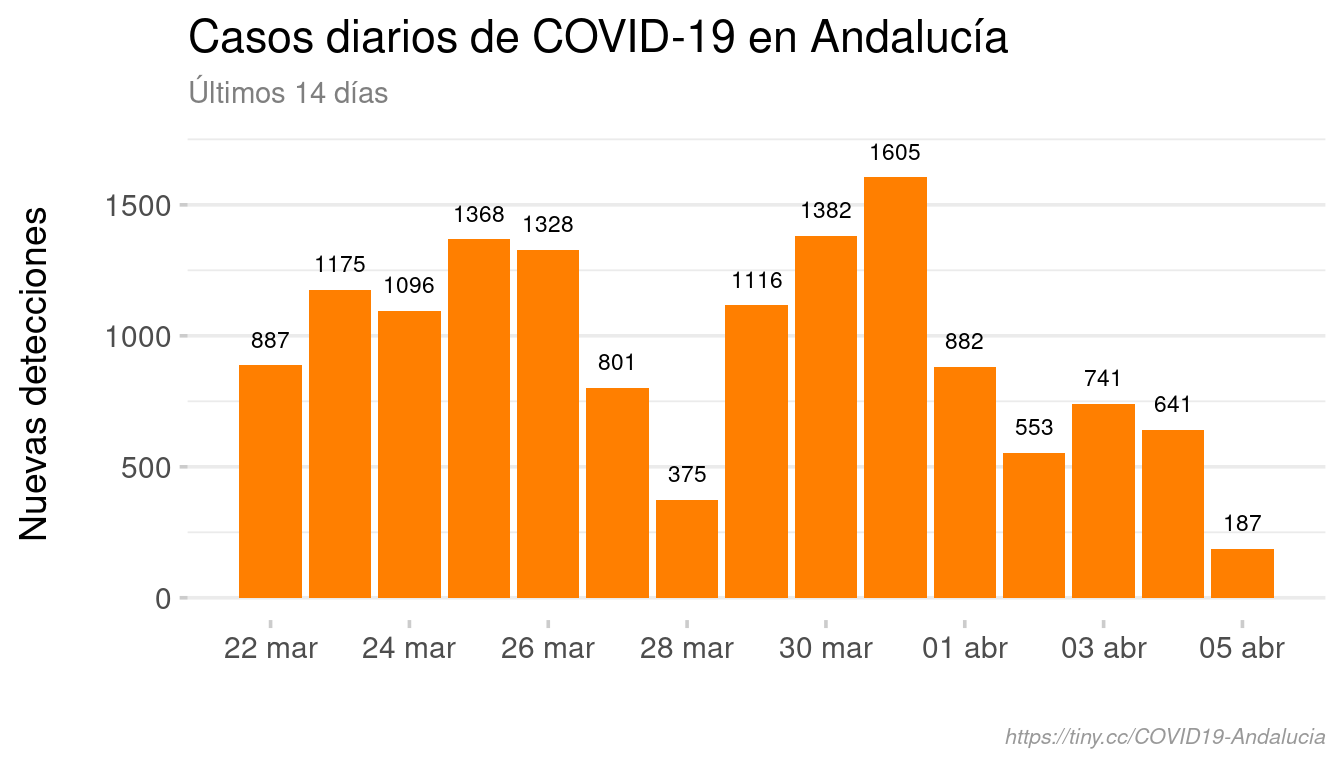 Casos diarios de COVID-19 en Andalucía
Últimos 14 días
Nuevas detecciones
1500
1000
500
0
887
1175
1096
1368
1328
801
375
1116
1382
1605
882
553
741
641
187
22 mar
24 mar
26 mar
28 mar
30 mar
01 abr
03 abr
05 abr
https://tiny.cc/COVID19-Andalucia